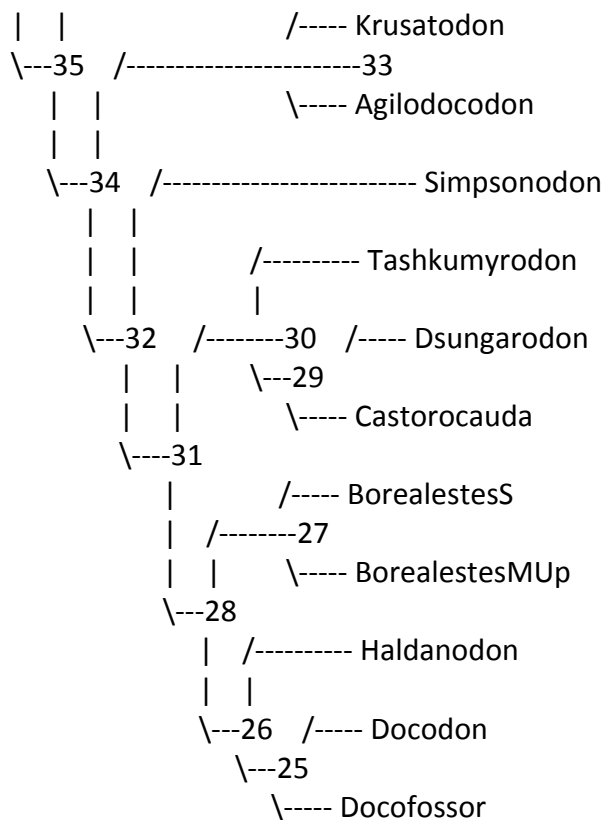 |   |                       /----- Krusatodon
\---35   /------------------------33
|   |                       \----- Agilodocodon
|   |
\---34   /------------------------- Simpsonodon
|   |
|   |            /---------- Tashkumyrodon
|   |            |
\---32    /--------30   /----- Dsungarodon
|    |       \---29
|    |           \----- Castorocauda
\----31
|           /----- BorealestesS
|   /--------27
|   |       \----- BorealestesMUp
\---28
|   /---------- Haldanodon
|   |
\---26   /----- Docodon
\---25
\----- Docofossor